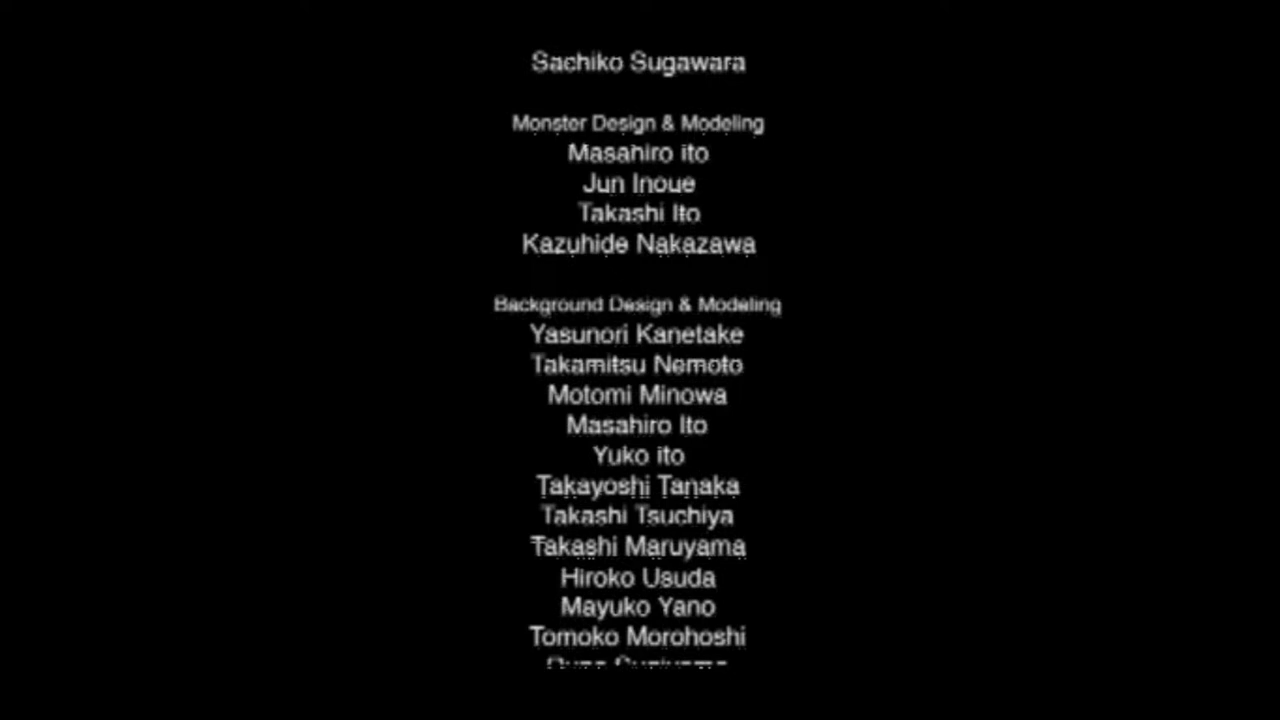 Sachiko Sugawara
Monster Design & Modeling
Masahiro ito
Jun Inoue
Takashi Ito
Kazuhide Nakazawa
Background Design & Modeling
Yasunori Kanetake
Takamitsu Nemoto
Motomi Minowa
Masahiro Ito
Yuko ito
Takayoshi Tanaka
Takashi Tsuchiya
Takashi Maruyama
Hiroko Usuda
Mayuko Yano
Tomoko Morohoshi